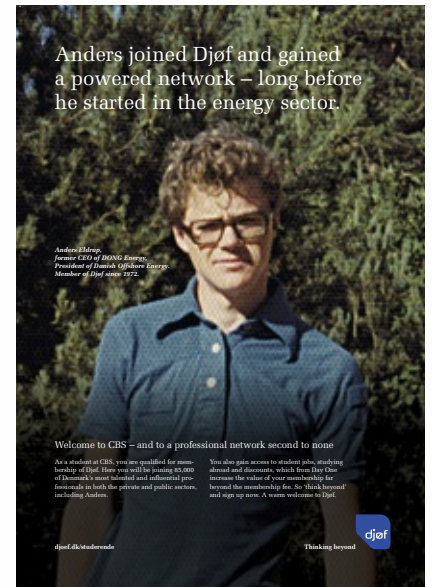 Anders joined Djøf and gained
a powered network – long before
he started in the energy sector.
Anders Eldrup,
former CEO of DONG Energy,
President of Danish Offshore Energy.
Member of Djøf since 1972.
Welcome to CBS – and to a professional network second to none
As a student at CBS, you are qualified for mem-
bership of Djøf. Here you will be joining 85,000
of Denmark's most talented and influential pro-
fessionals in both the private and public sectors,
including Anders.
You also gain access to student jobs, studying
abroad and discounts, which from Day One
increase the value of your membership far
beyond the membership fee. So 'think beyond'
and sign up now. A warm welcome to Djøf.
djoef.dk/studerende
Thinking beyond
djøf